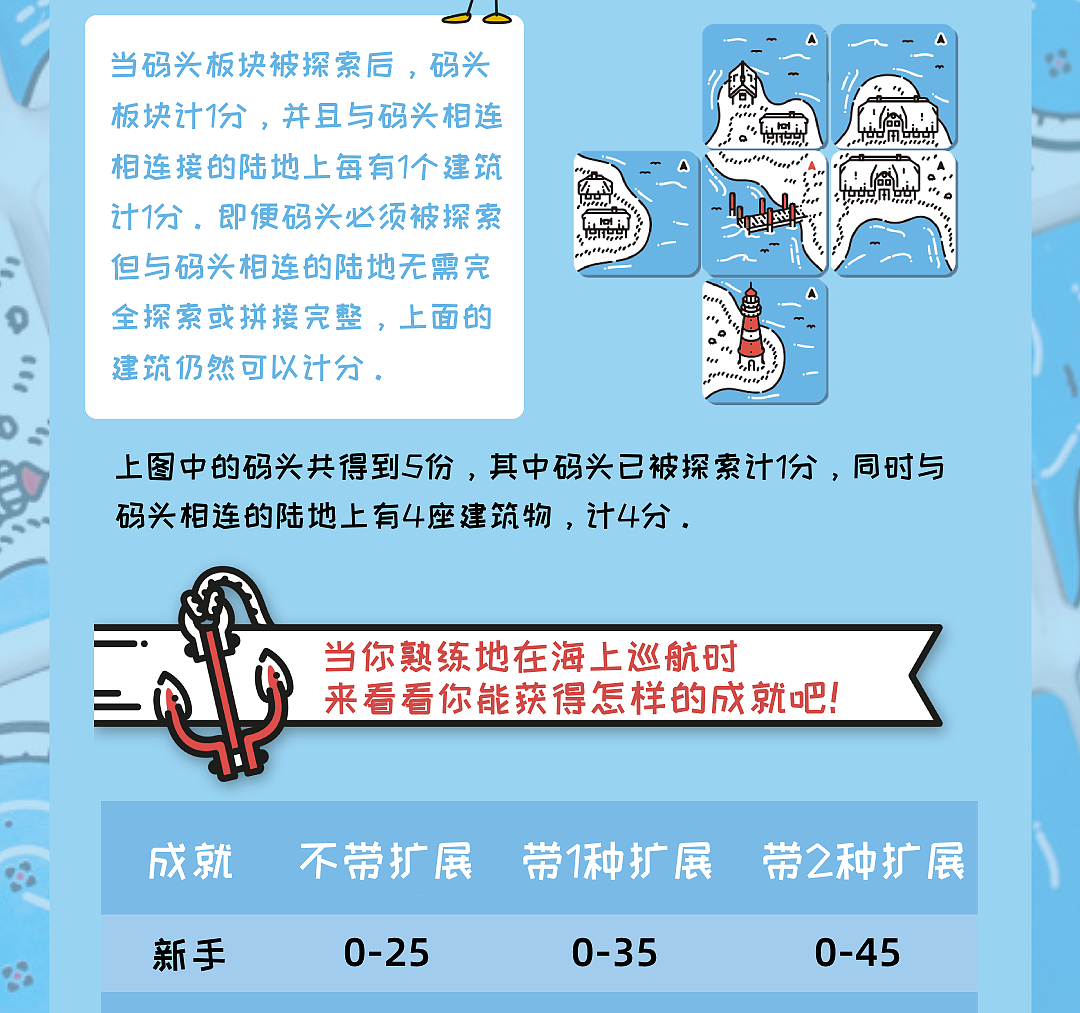 当码头板块被探索后，码头
板块计1分，并且与码头相连
相连接的陆地上每有1个建筑
计1分．即便码头必须被探索
但与码头相连的陆地无需完
全探索或拼接完整，上面的
建筑仍然可以计分．
A
A
A
A
A
A
上图中的码头共得到5份，其中码头已被探索计1分，同时与
码头相连的陆地上有4座建筑物，计4分．
当你熟练地在海上巡航时
来看看你能获得怎样的成就吧!
成就 不带扩展 带1种扩展 带2种扩展
新手 0-25 0-35 0-45